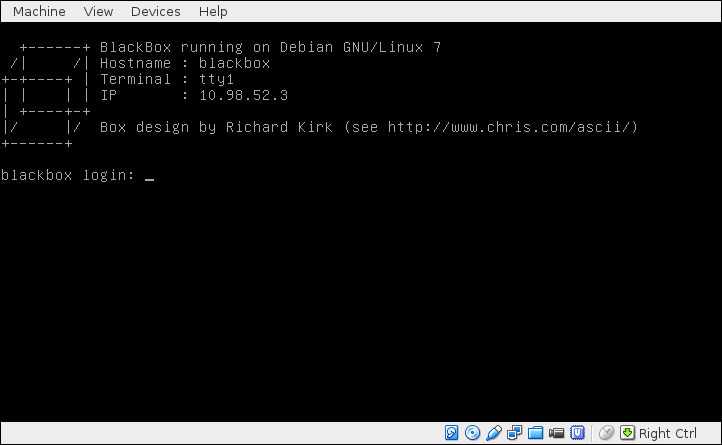 Machine View Devices Help
BlackBox running on Debian GNU/Linux 7
Hostname : blackbox
Terminal : tty1
IP : 10.98.52.3
Box design by Richard Kirk (see http://www.chris.com/ascii/)
blackbox login: _
Right Ctrl